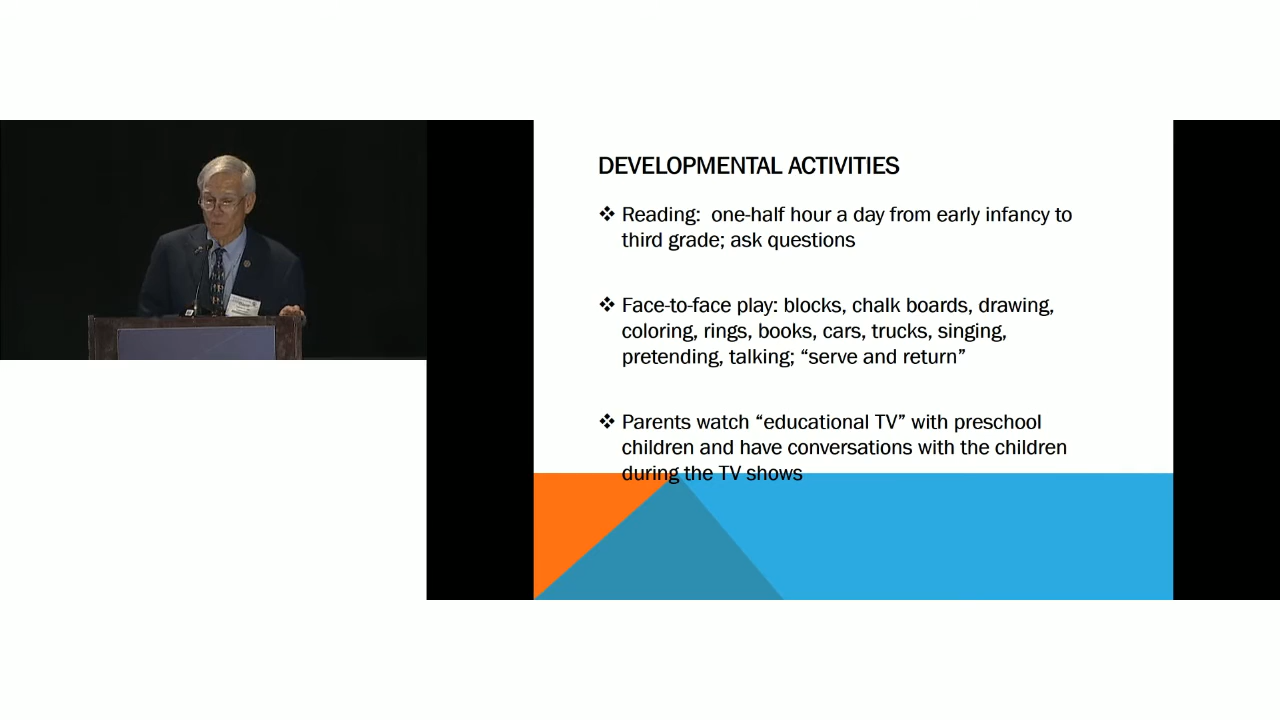 DEVELOPMENTAL ACTIVITIES
❖ Reading:  one-half hour a day from early infancy to
third grade; ask questions
❖ Face-to-face play: blocks, chalk boards, drawing,
coloring, rings, books, cars, trucks, singing,
pretending, talking; “serve and return”
❖ Parents watch “educational TV” with preschool
children and have conversations with the children
during the TV shows